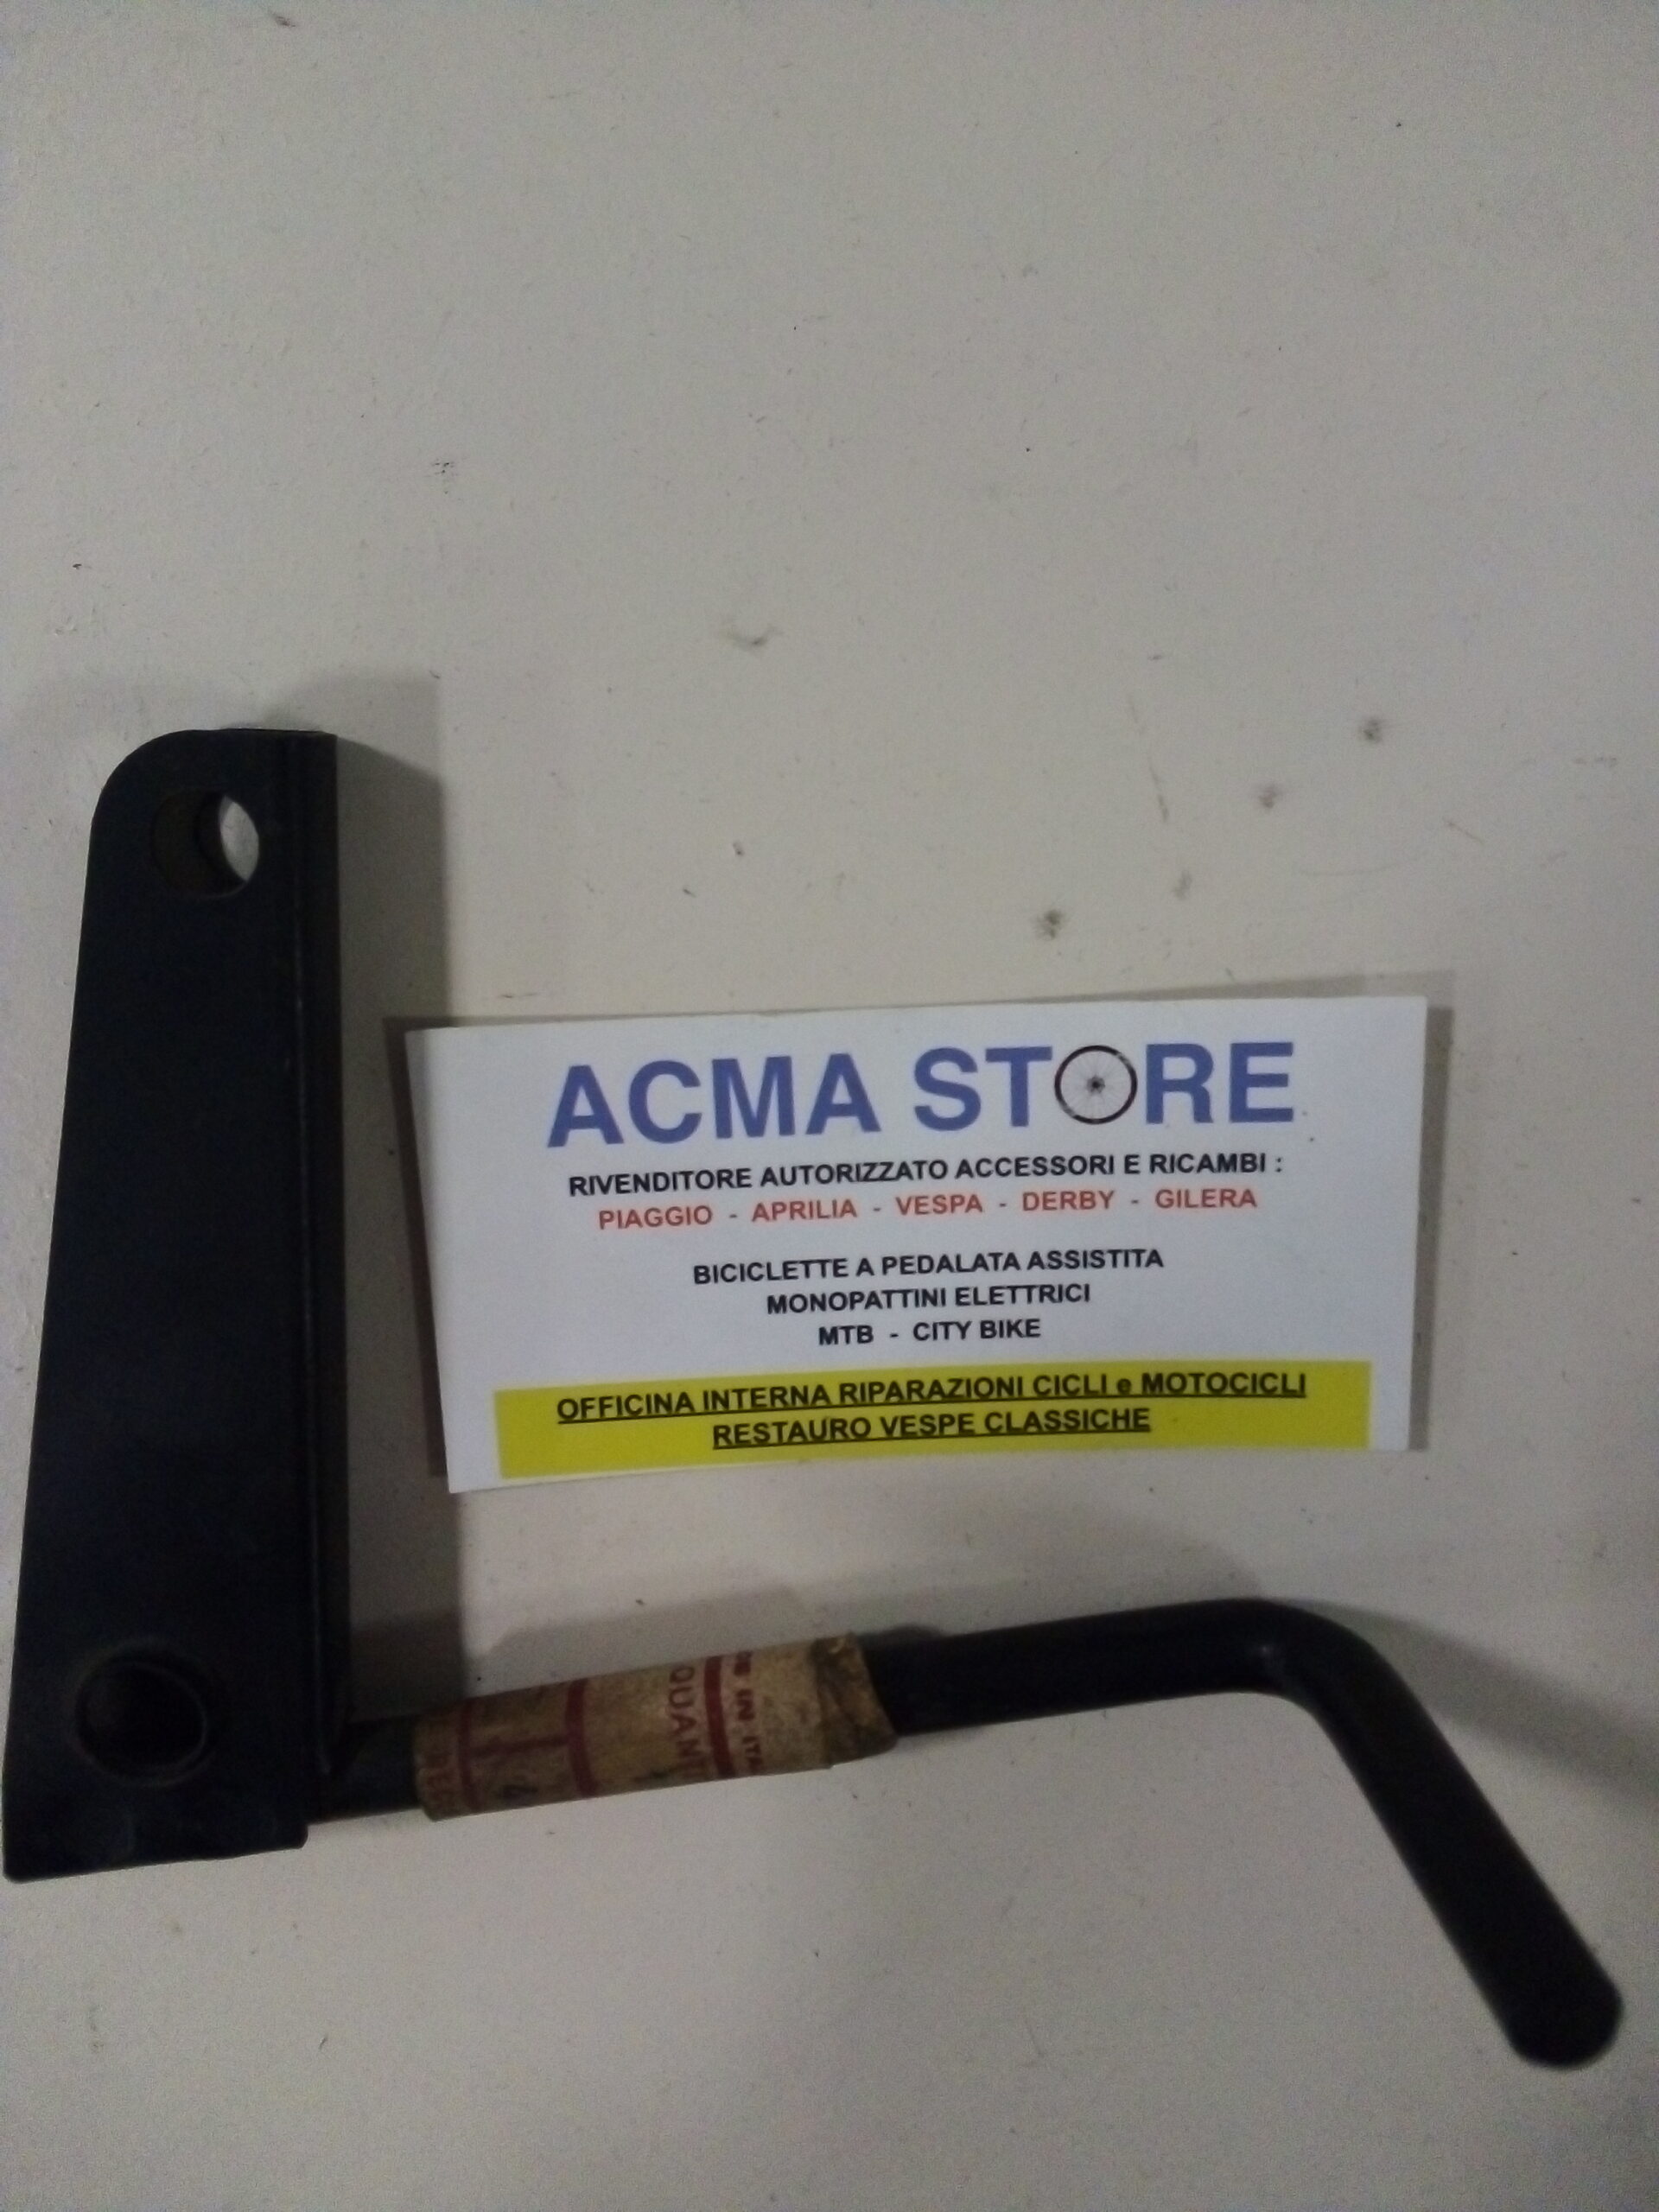 ACMA STORE
RIVENDITORE AUTORIZZATO ACCESSORI E RICAMBI :
PIAGGIO - APRILIA - VESPA - DERBY - GILERA
BICICLETTE A PEDALATA ASSISTITA
MONOPATTINI ELETTRICI
MTB - CITY BIKE
OFFICINA INTERNA RIPARAZIONI CICLI e MOTOCICLI
RESTAURO VESPE CLASSICHE